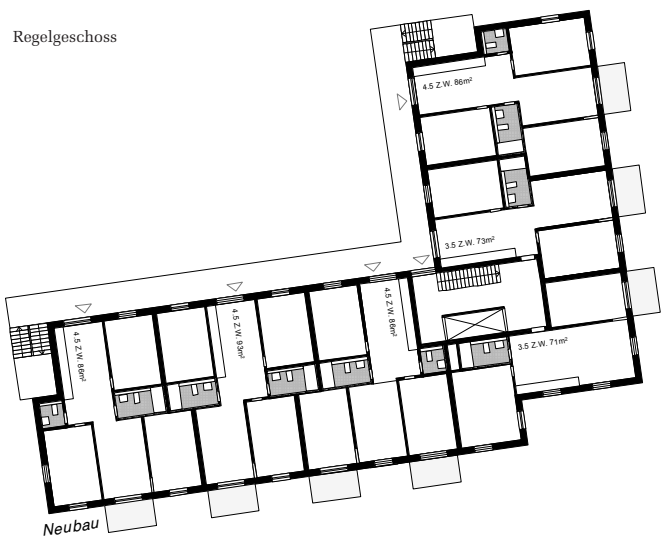 Regelgeschoss
4.5 Z.W. 86m²
3.5 Z.W. 73m²
4.5 Z.W. 86m²
4.5 Z.W. 93m²
4.5 Z.W. 86m²
3.5 Z.W. 71m²
Neubau